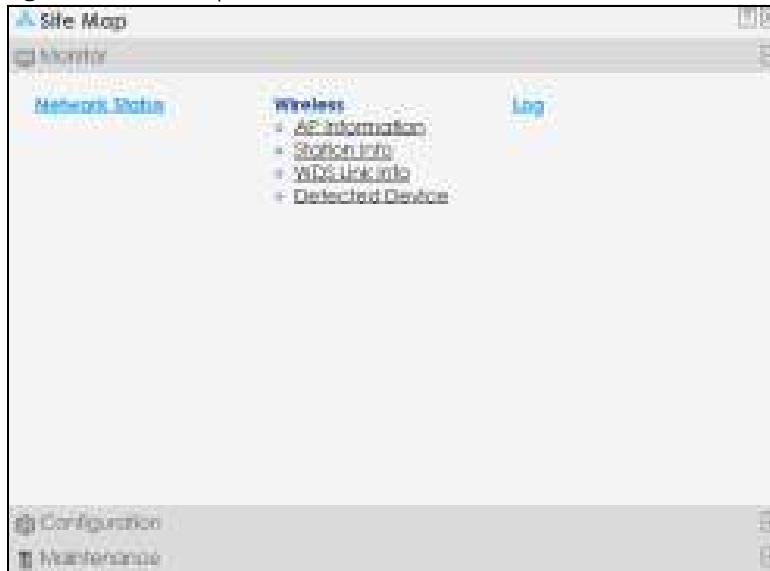 Site Map
Monitor
Network Status
Wireless
AP Information
Station Info
WDS Link Info
Detected Device
Log
Configuration
Maintenance